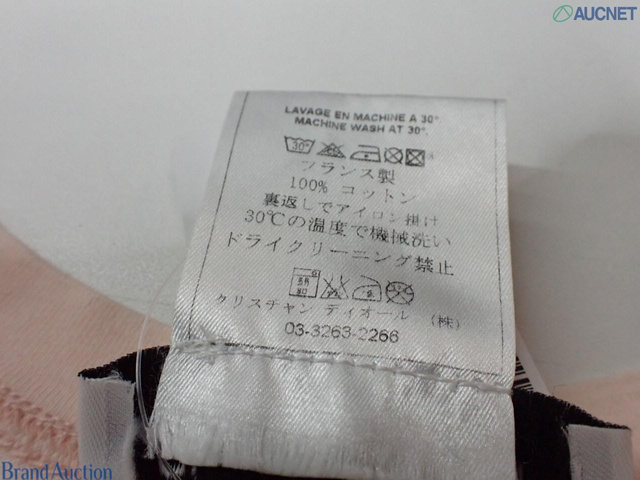 AUCNET
LAVAGE EN MACHINE A 30°.
MACHINE WASH AT 30°.
30°
フランス製
100% コットン
裏返しでアイロン掛け
30℃の温度で機械洗い
ドライクリーニング禁止
クリスチャン ディオール (株)
03-3263-2266
Brand Auction